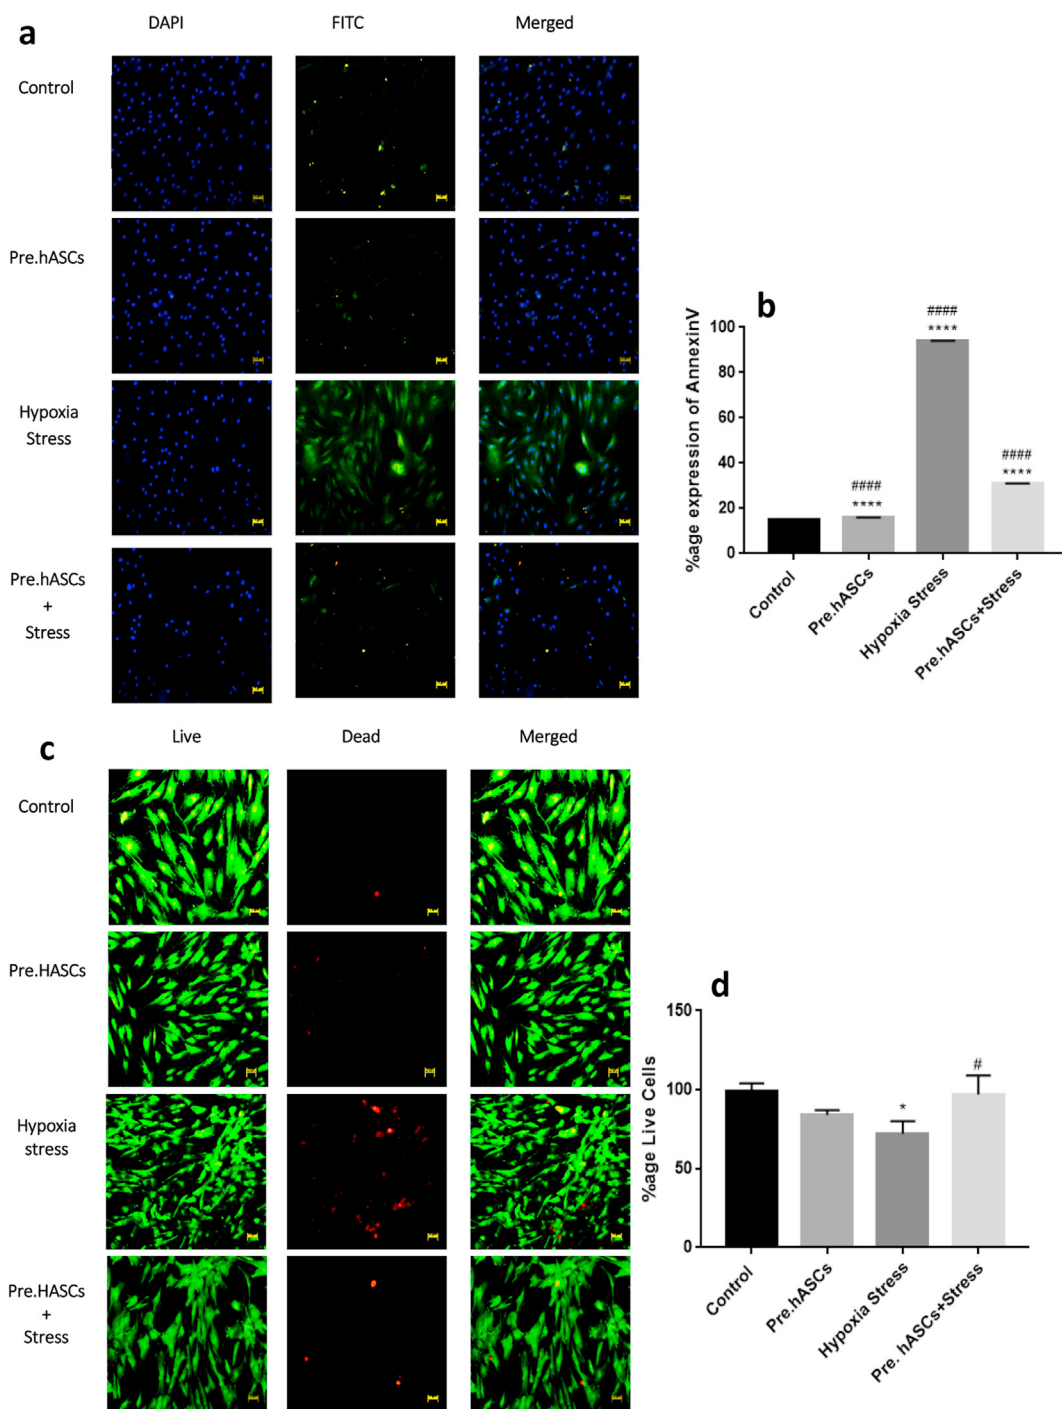 a
DAPI FITC Merged
Control
Pre.hASCs
Hypoxia
Stress
Pre.hASCs
+
Stress
b
%age expression of AnnexinV
100
80
60
40
20
0
####
****
####
****
####
****
Control
Pre.hASCs
Hypoxia Stress
Pre.hASCs+Stress
c
Live Dead Merged
Control
Pre.HASCs
Hypoxia
stress
Pre.HASCs
+
Stress
d
%age Live Cells
150
100
50
0
*
#
Control
Pre.hASCs
Hypoxia Stress
Pre. hASCs+Stress